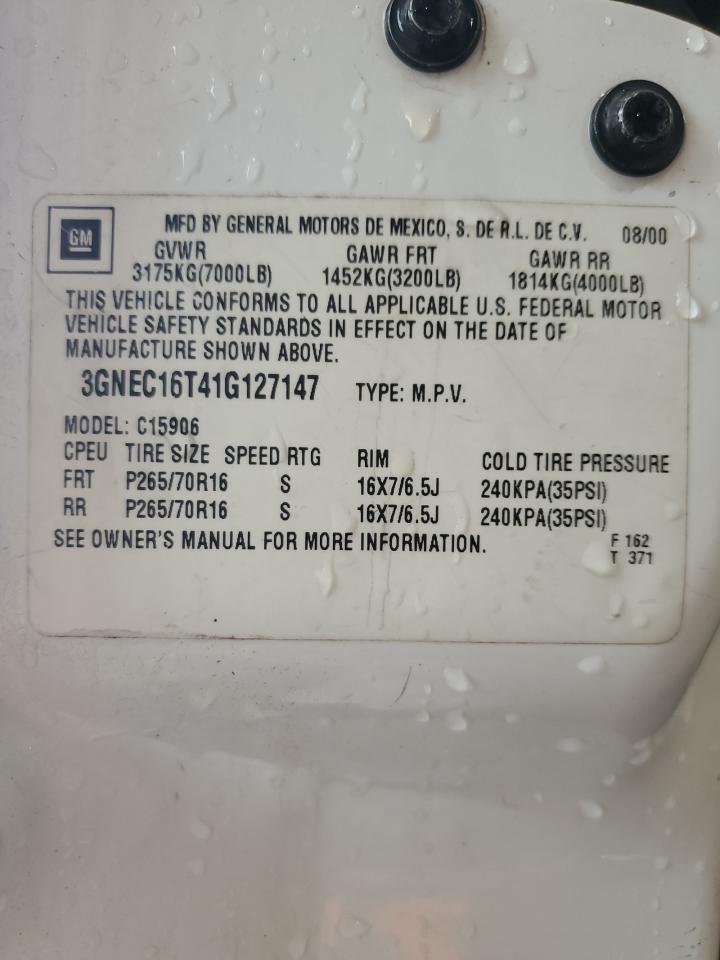 GM
MFD BY GENERAL MOTORS DE MEXICO, S. DE R.L. DE C.V. 08/00
GVWR GAWR FRT GAWR RR
3175KG(7000LB) 1452KG(3200LB) 1814KG(4000LB)
THIS VEHICLE CONFORMS TO ALL APPLICABLE U.S. FEDERAL MOTOR
VEHICLE SAFETY STANDARDS IN EFFECT ON THE DATE OF
MANUFACTURE SHOWN ABOVE.
3GNEC16T41G127147 TYPE: M.P.V.
MODEL: C15906
CPEU TIRE SIZE SPEED RTG RIM COLD TIRE PRESSURE
FRT P265/70R16 S 16X7/6.5J 240KPA(35PSI)
RR P265/70R16 S 16X7/6.5J 240KPA(35PSI)
SEE OWNER'S MANUAL FOR MORE INFORMATION. F 162
T 371